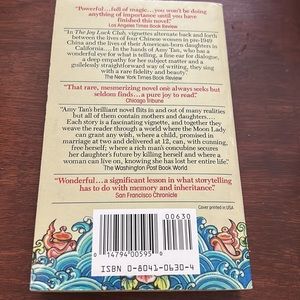 "Powerful...full of magic...you won't be doing
anything of importance until you have
finished this novel!"
Los Angeles Times Book Review
"In The Joy Luck Club, vignettes alternate back and forth
between the lives of four Chinese women in pre-1949
China and the lives of their American-born daughters in
California... In the hands of Amy Tan, who has a
wonderful eye for what is telling, a fine ear for dialogue,
a deep empathy for her subject matter and a
guilelessly straightforward way of writing, they sing
with a rare fidelity and beauty."
The New York Times Book Review
"That rare, mesmerizing novel one always seeks but
seldom finds...a pure joy to read."
Chicago Tribune
"Amy Tan's brilliant novel flits in and out of many realities
but all of them contain mothers and daughters...
Each story is a fascinating vignette, and together they
weave the reader through a world where the Moon Lady
can grant any wish, where a child, promised in
marriage at two and delivered at 12, can, with cunning,
free herself; where a rich man's concubine secures
her daughter's future by killing herself and where a
woman can live on, knowing she has lost her entire life."
The Washington Post Book World
"Wonderful...a significant lesson in what storytelling
has to do with memory and inheritance."
San Francisco Chronicle
Cover printed in USA
00630
0 14794 00595 0
ISBN 0-8041-0630-4